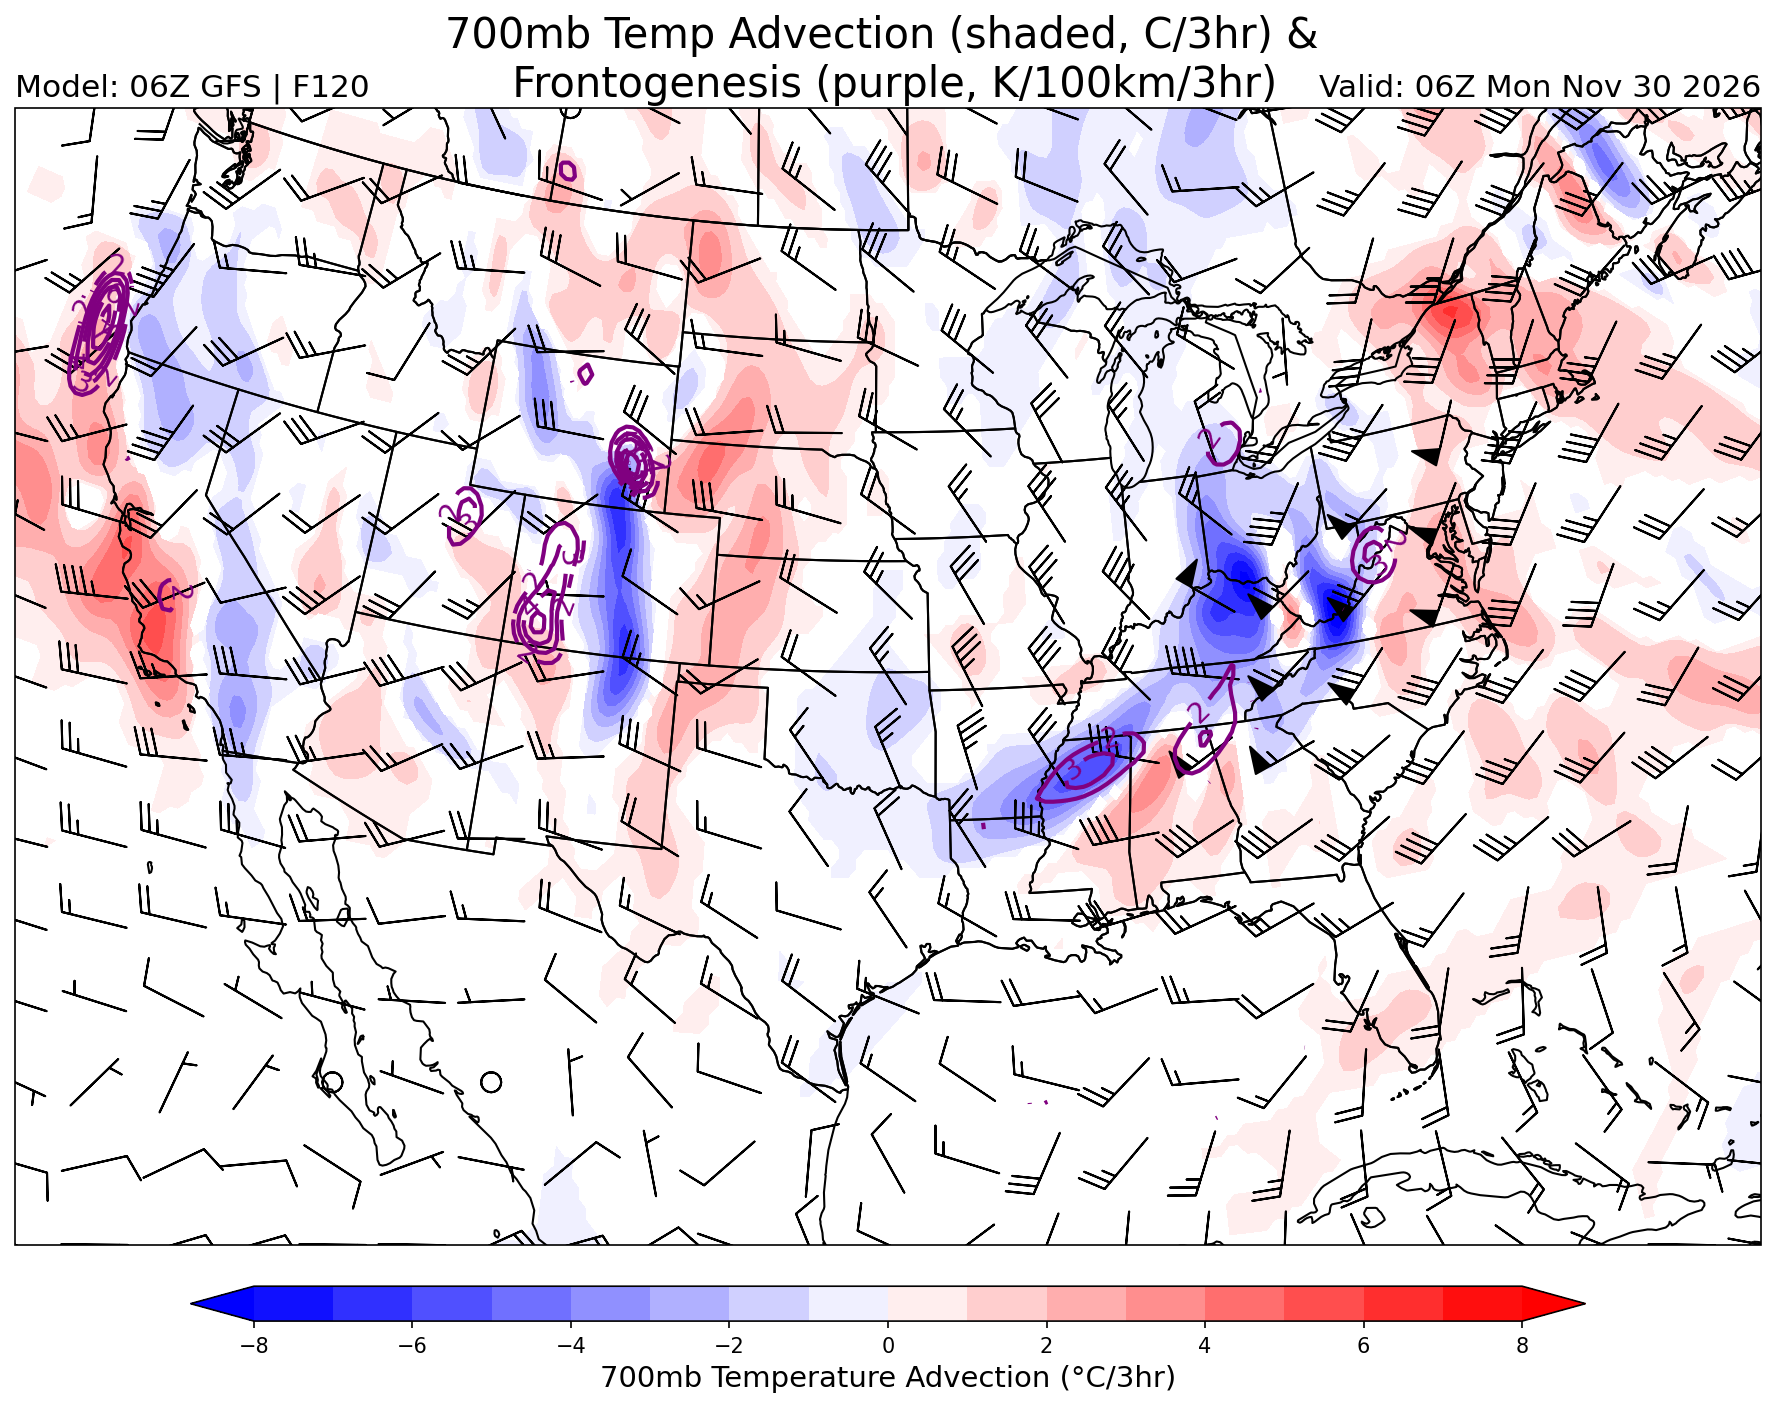 700mb Temp Advection (shaded, C/3hr) &
Model: 06Z GFS | F120
Frontogenesis (purple, K/100km/3hr)
Valid: 06Z Mon Nov 30 2026
−8 −6 −4 −2 0 2 4 6 8
700mb Temperature Advection (°C/3hr)